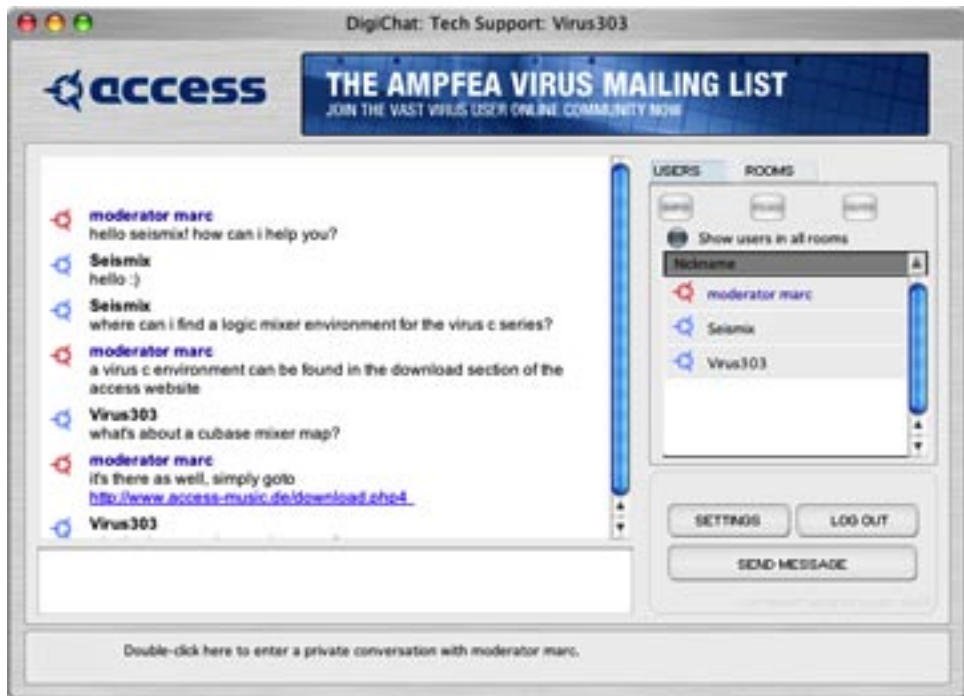 DigiChat: Tech Support: Virus303
access
THE AMPFEA VIRUS MAILING LIST
JOIN THE VAST VIRUS USER ONLINE COMMUNITY NOW
moderator marc
hello seismix! how can i help you?
Seismix
hello :)
Seismix
where can i find a logic mixer environment for the virus c series?
moderator marc
a virus c environment can be found in the download section of the
access website
Virus303
what's about a cubase mixer map?
moderator marc
it's there as well, simply goto
http://www.access-music.de/download.php4
Virus303
USERS ROOMS
Show users in all rooms
Nickname
moderator marc
Seismix
Virus303
SETTINGS LOG OUT
SEND MESSAGE
Double-click here to enter a private conversation with moderator marc.